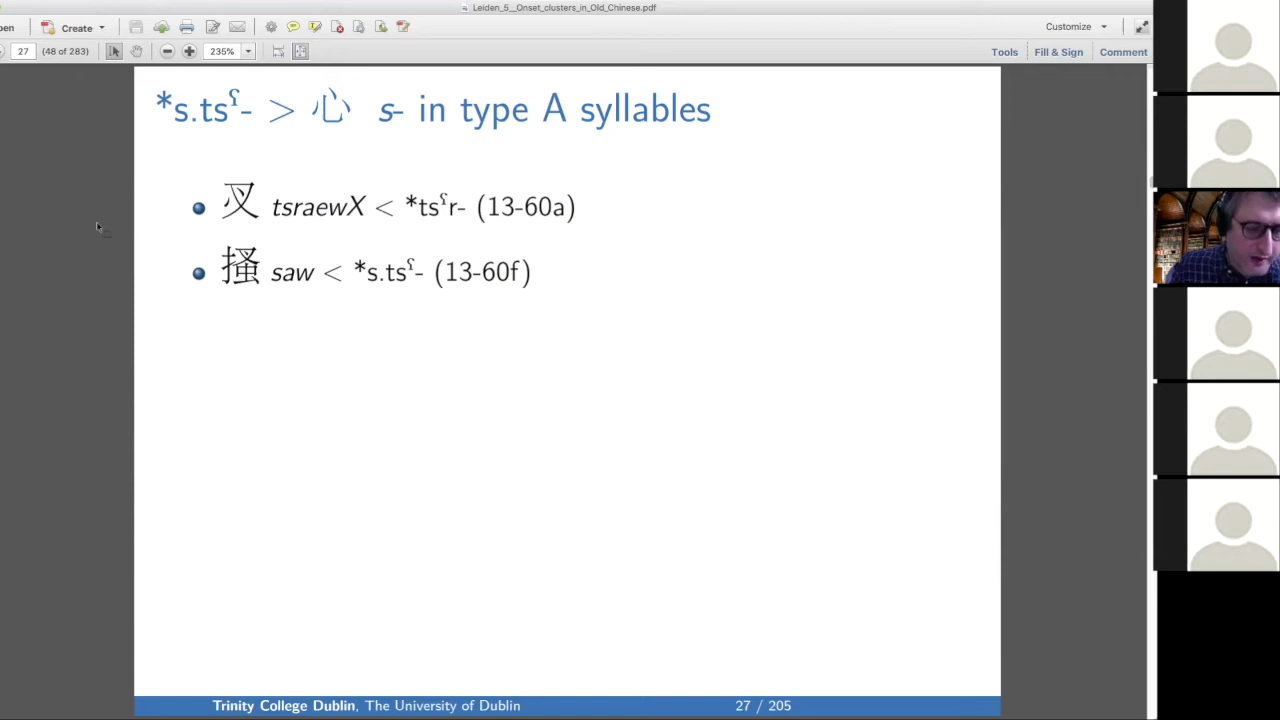 Leiden_5__Onset_clusters_in_Old_Chinese.pdf
Create
Customize
27 (48 of 283) 235% Tools Fill & Sign Comment
*s.tsˤ- > 心 s- in type A syllables
叉 tsraewX < *tsˤr- (13-60a)
搔 saw < *s.tsˤ- (13-60f)
Trinity College Dublin, The University of Dublin 27 / 205